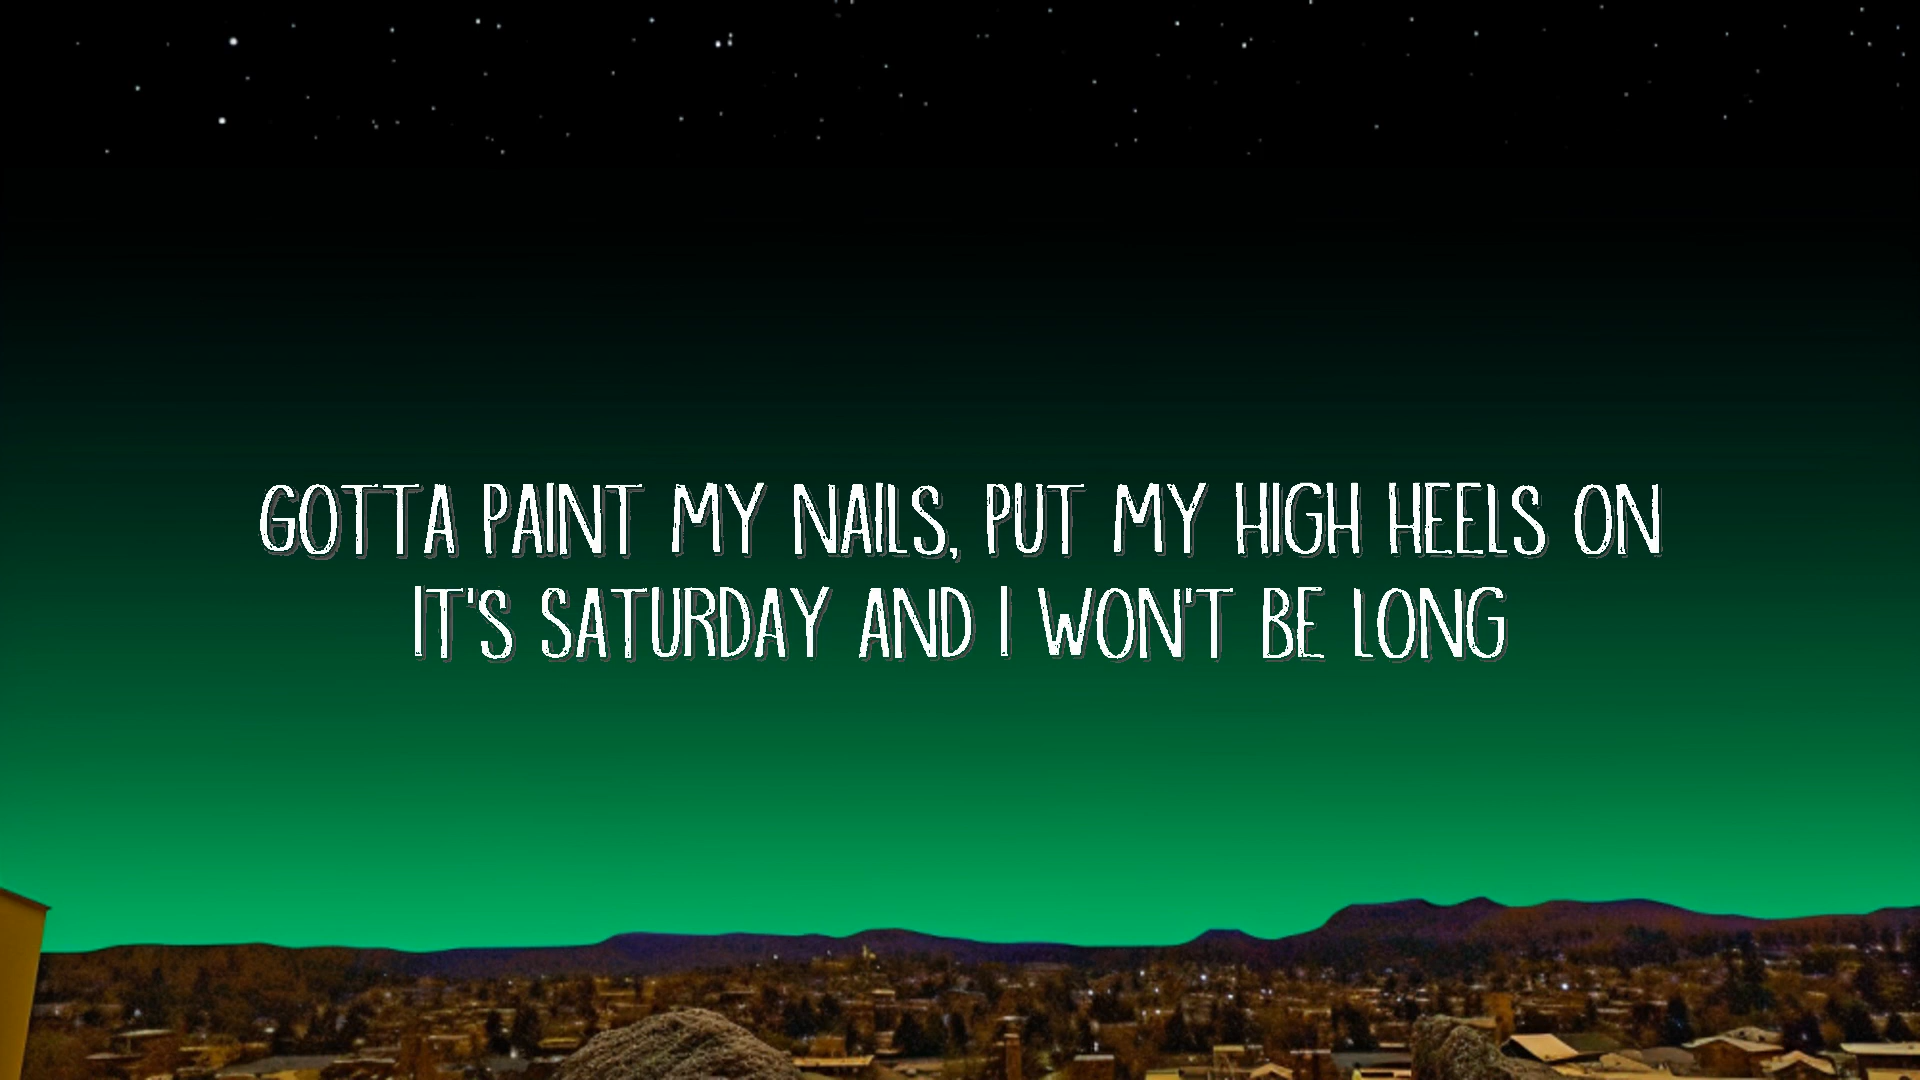 GOTTA PAINT MY NAILS, PUT MY HIGH HEELS ON
IT'S SATURDAY AND I WON'T BE LONG